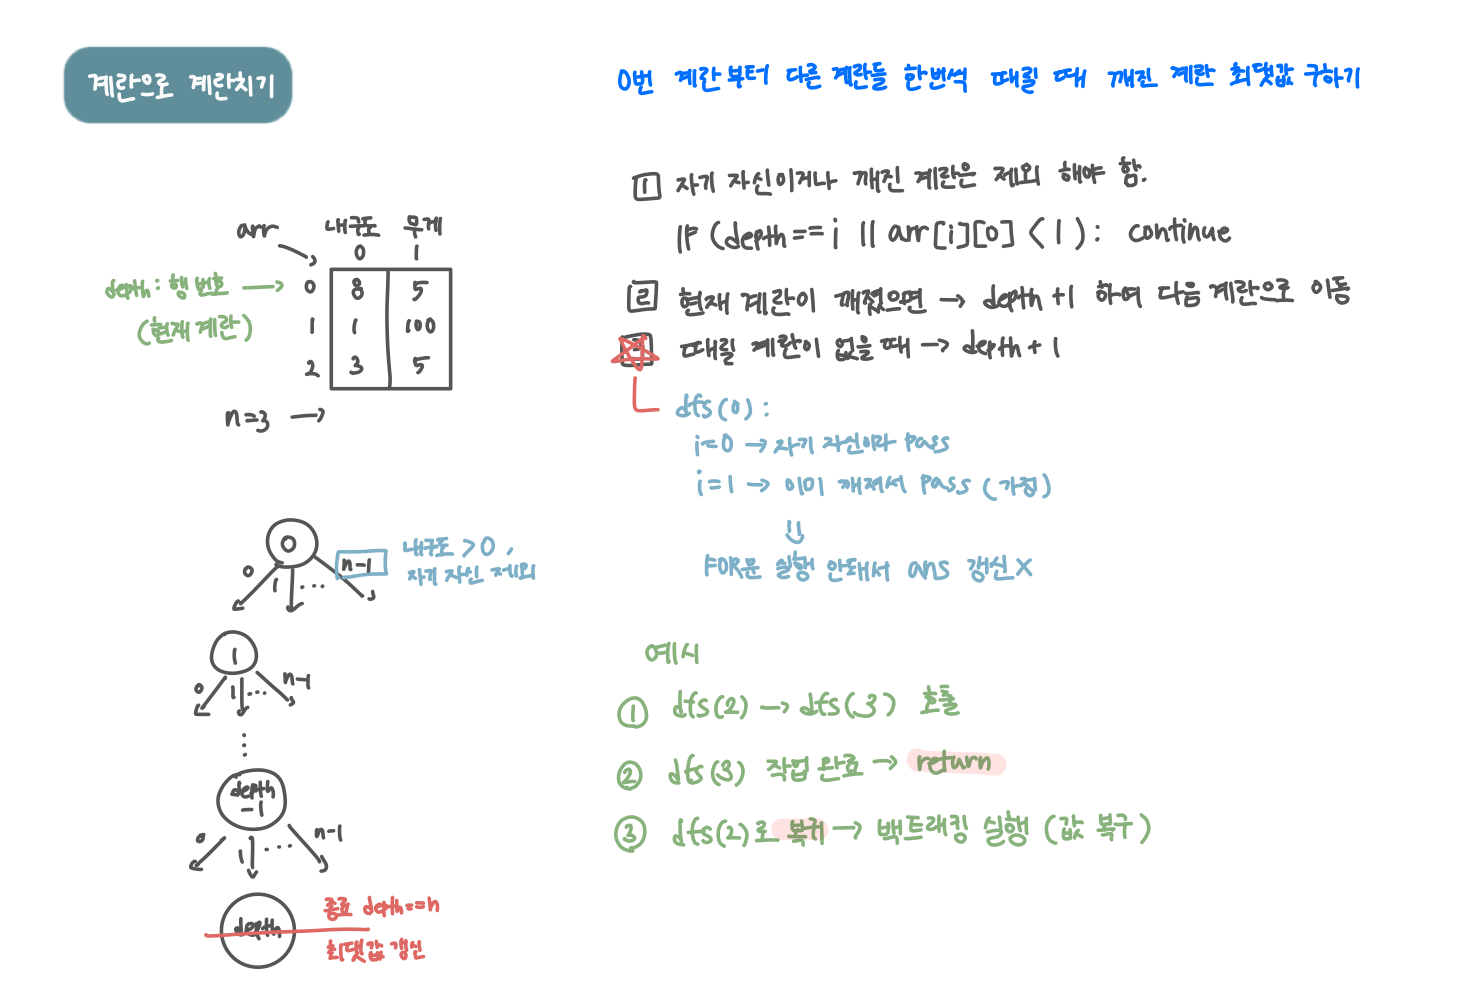 계란으로 계란치기
0번 계란부터 다른 계란들 한번씩 때릴 때 깨진 계란 최댓값 구하기
arr 내구도 무게
0 1
depth : 행 번호 → 0 8 5
(현재 계란) 1 1 100
2 3 5
n=3 →
1 자기 자신이거나 깨진 계란은 제외 해야 함.
IF (depth == i || arr[i][0] < 1) : continue
2 현재 계란이 깨졌으면 → depth +1 하여 다음 계란으로 이동
때릴 계란이 없을 때 → depth + 1
dfs(0) :
i=0 → 자기 자신이라 pass
i=1 → 이미 깨져서 pass (가정)
⇓
FOR문 실행 안돼서 ans 갱신 X
0
0 1 ... n-1
내구도 > 0 ,
자기 자신 제외
1
0 1 ... n-1
⋮
depth
-1
0 1 ... n-1
depth
종료 depth==n
최댓값 갱신
예시
① dfs(2) → dfs(3) 호출
② dfs(3) 작업 완료 → return
③ dfs(2)로 복귀 → 백트래킹 실행 (값 복구)